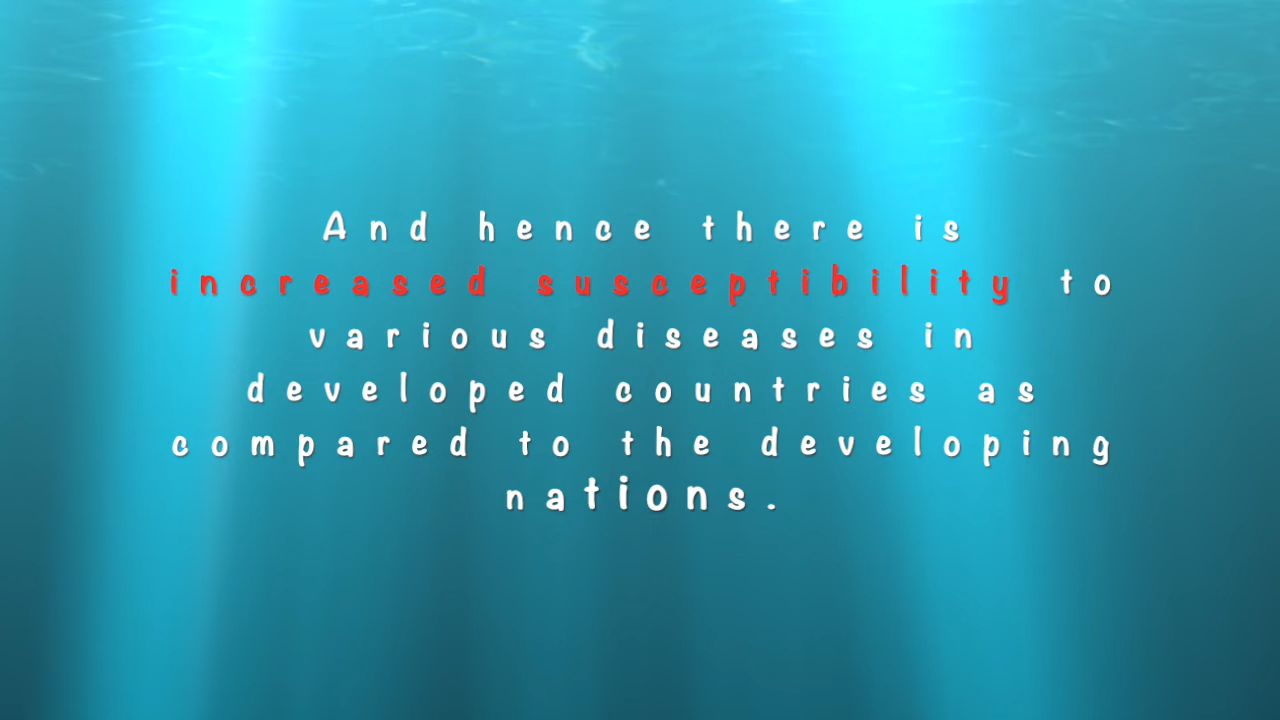 And hence there is
increased susceptibility to
various diseases in
developed countries as
compared to the developing
nations.